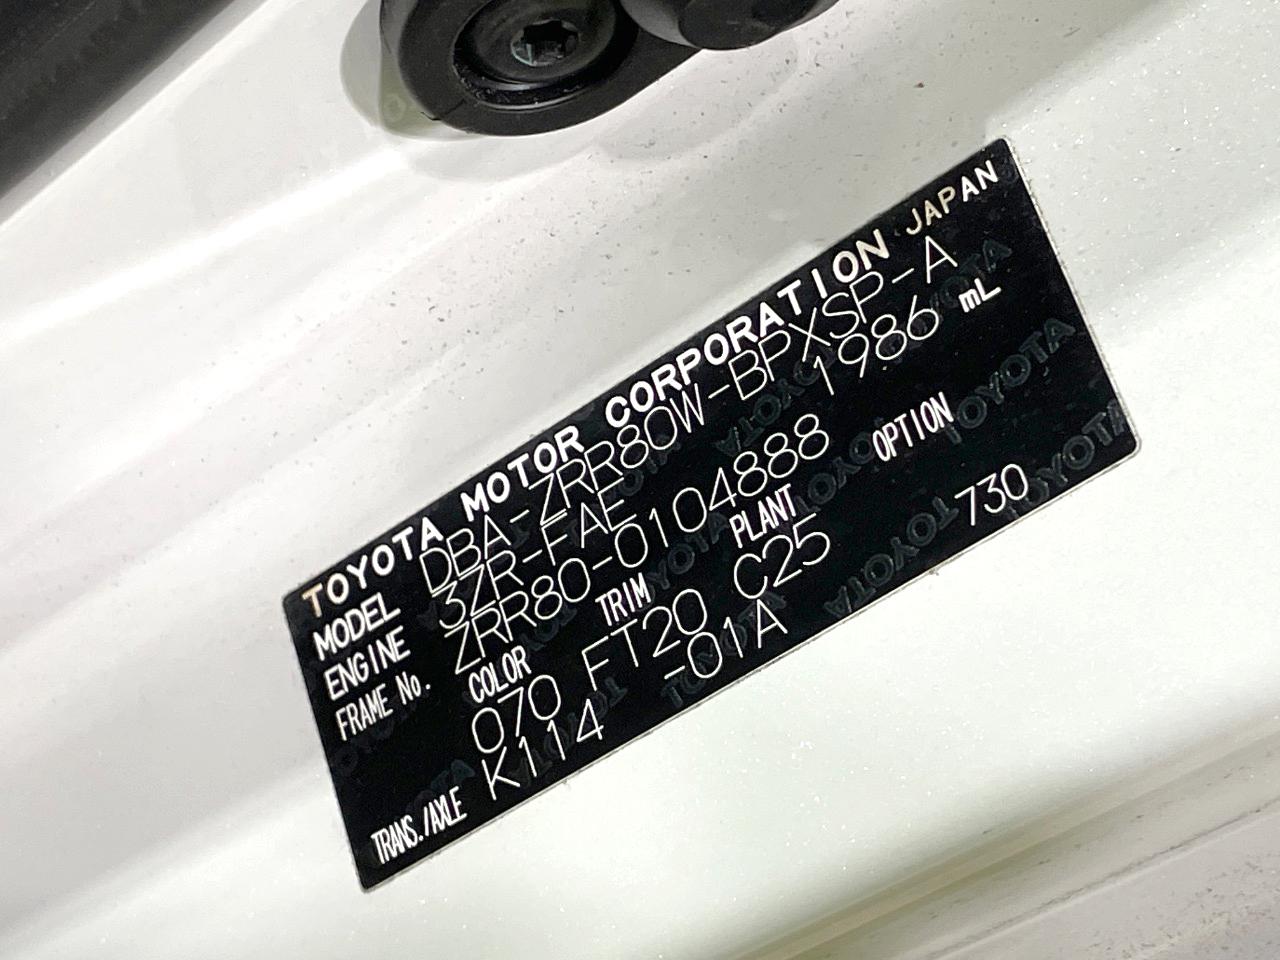 TOYOTA MOTOR CORPORATION JAPAN
MODEL DBA-ZRR80W-BPXSP-A
ENGINE 3ZR-FAE 1986 mL
FRAME No. ZRR80-0104888
COLOR TRIM PLANT OPTION
070 FT20 C25 730
TRANS./AXLE K114 -01A